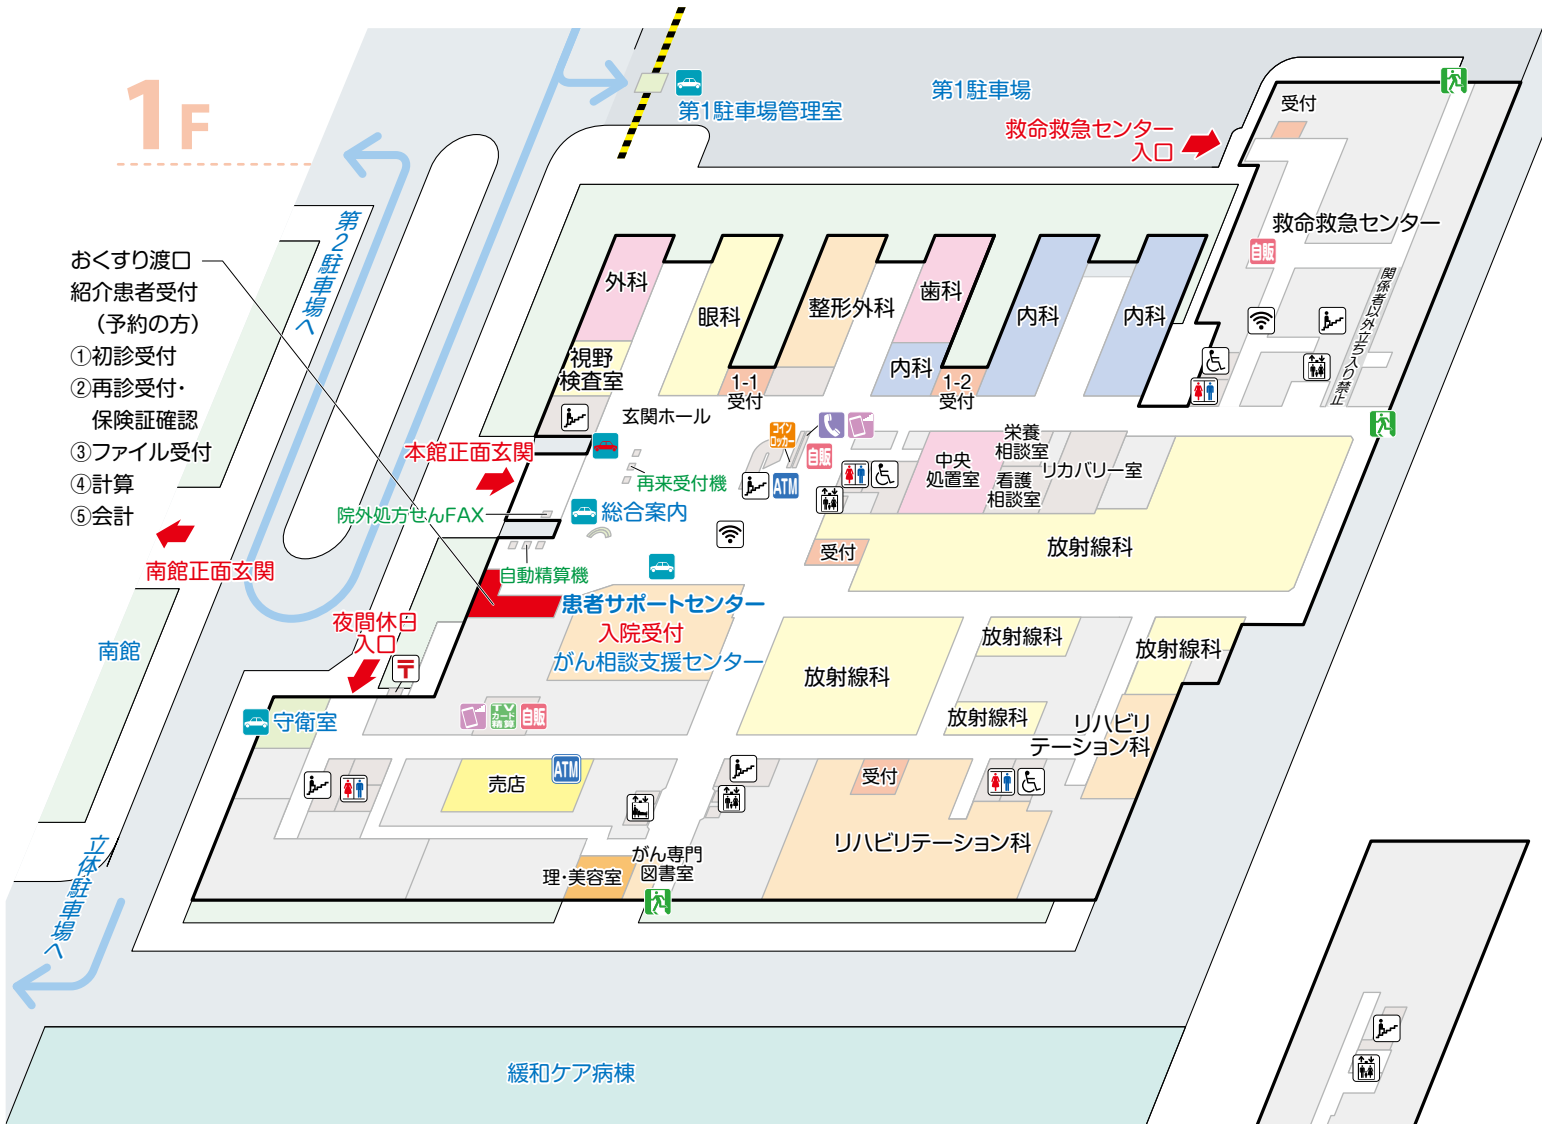 1F
第1駐車場管理室
第1駐車場
救命救急センター
入口
受付
救命救急センター
自販
関係者以外立ち入り禁止
第2駐車場へ
おくすり渡口
紹介患者受付
（予約の方）
①初診受付
②再診受付・
保険証確認
③ファイル受付
④計算
⑤会計
外科
眼科
整形外科
歯科
内科
内科
内科
視野
検査室
1-1
受付
1-2
受付
玄関ホール
コイン
ロッカー
自販
本館正面玄関
再来受付機
ATM
中央
処置室
栄養
相談室
看護
相談室
リカバリー室
院外処方せんFAX
総合案内
自動精算機
受付
放射線科
南館正面玄関
患者サポートセンター
入院受付
がん相談支援センター
夜間休日
入口
〒
南館
放射線科
放射線科
放射線科
放射線科
守衛室
TV
カード
精算
自販
リハビリ
テーション科
売店
ATM
受付
リハビリテーション科
理・美容室
がん専門
図書室
立体駐車場へ
緩和ケア病棟